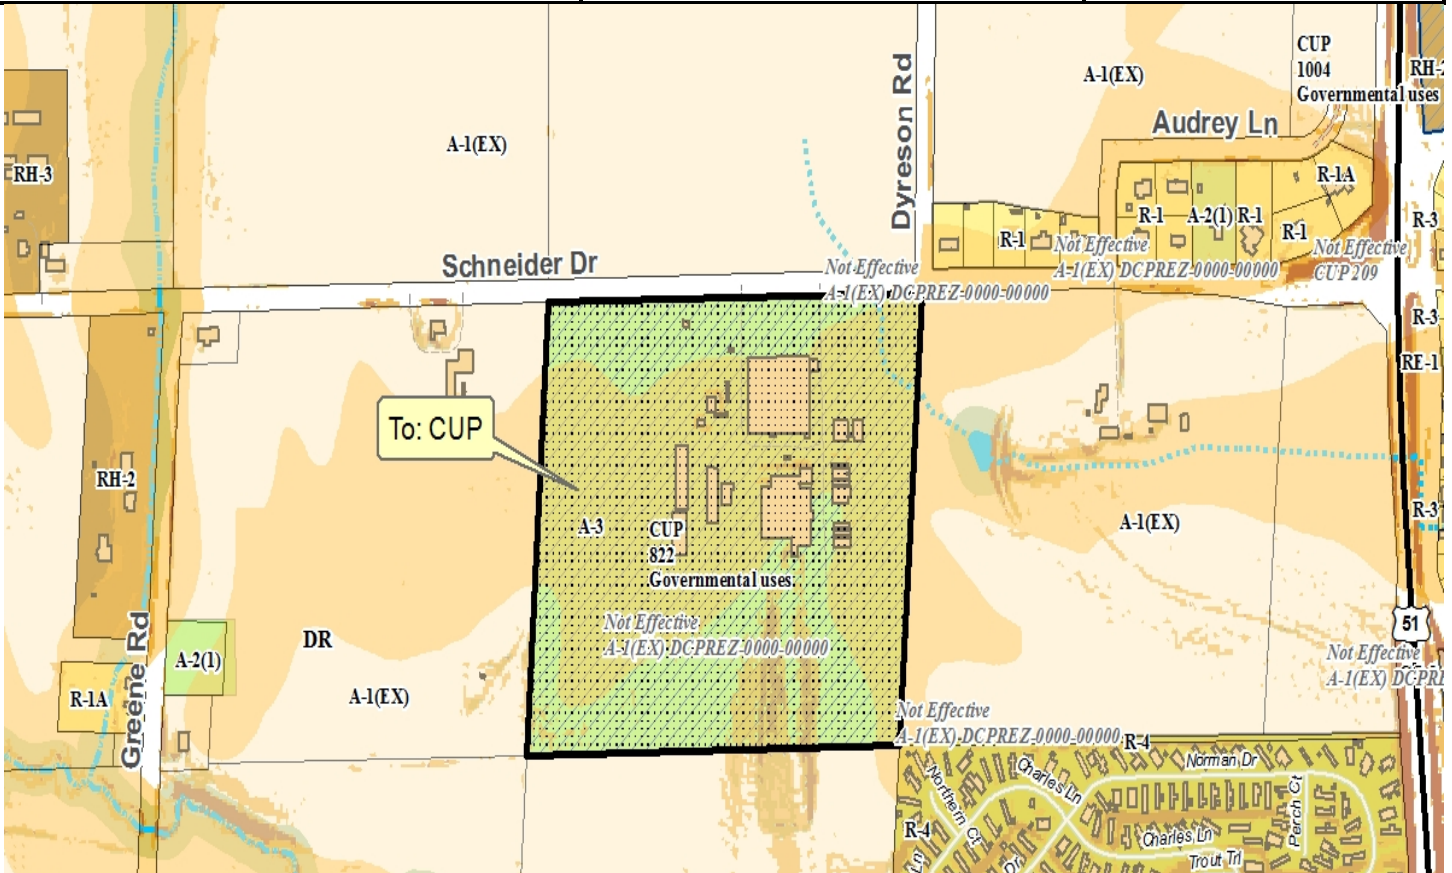 CUP
1004
Governmental uses
RH-2
A-1(EX)
Dyreson Rd
Audrey Ln
A-1(EX)
RH-3
R-1A
R-1
A-2(1)
R-1
R-1
R-3
R-1
Not Effective
A-1(EX) DCPREZ-0000-00000
Not Effective
CUP 209
Schneider Dr
Not Effective
A-1(EX) DCPREZ-0000-00000
R-3
RE-1
To: CUP
RH-2
A-3
CUP
822
Governmental uses
A-1(EX)
R-3
51
Not Effective
A-1(EX) DCPREZ-0000-00000
Greene Rd
DR
A-2(1)
A-1(EX)
R-1A
Not Effective
A-1(EX) DCPRE
Not Effective
A-1(EX) DCPREZ-0000-00000
R-4
Norman Dr
Charles Ln
Northern Ct
Perch Ct
R-4
Charles Ln
Trout Trl
Ln
Dr